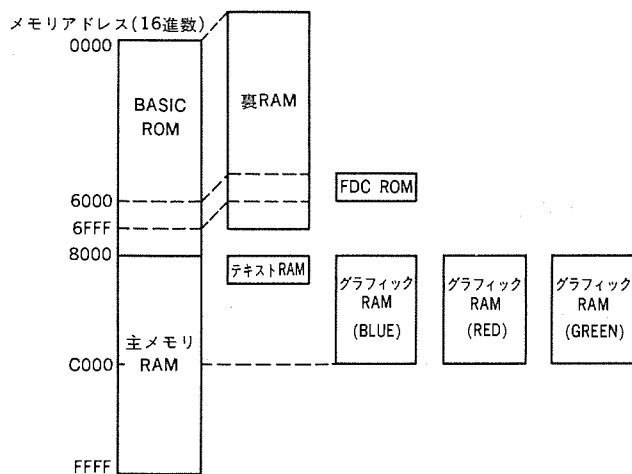 メモリアドレス(16進数)
0000
BASIC
ROM
裏RAM
FDC ROM
6000
6FFF
8000
テキストRAM
グラフィック
RAM
(BLUE)
グラフィック
RAM
(RED)
グラフィック
RAM
(GREEN)
主メモリ
RAM
C000
FFFF